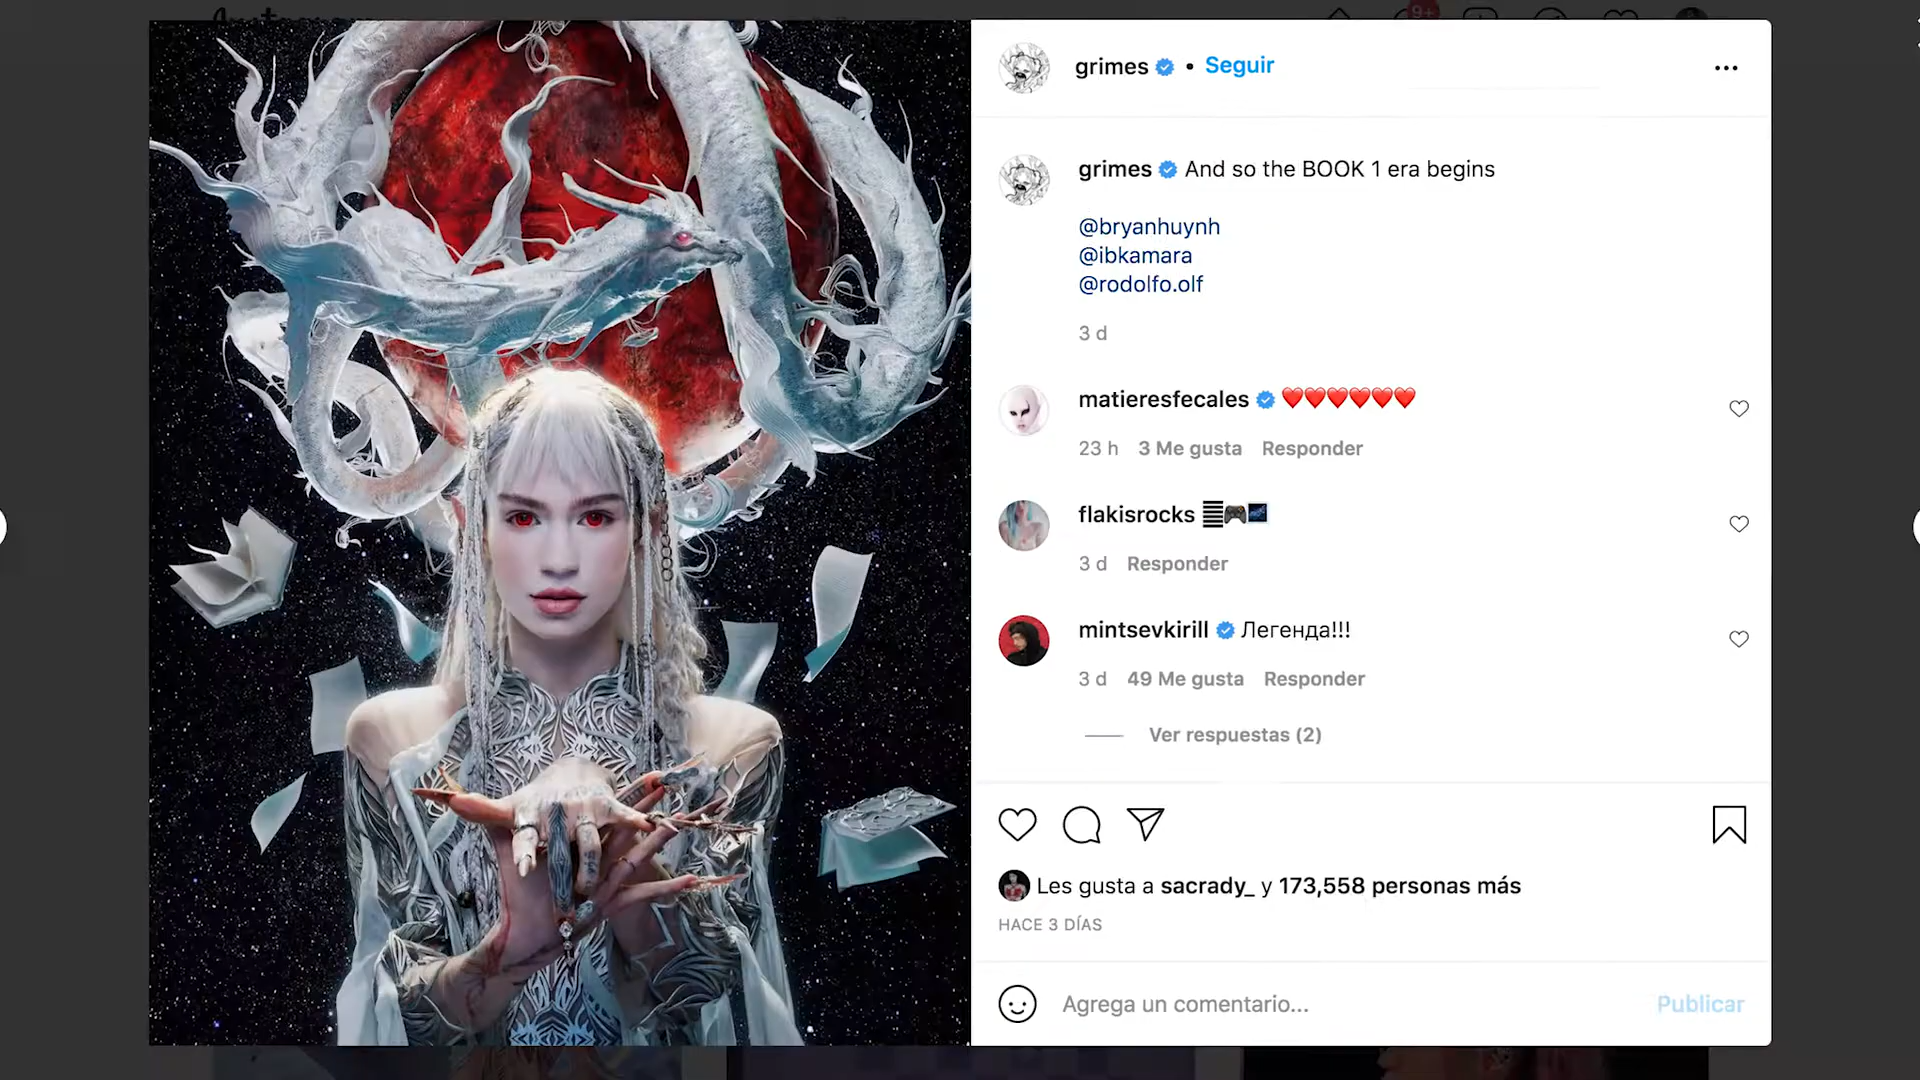 9+
grimes • Seguir
grimes And so the BOOK 1 era begins
@bryanhuynh
@ibkamara
@rodolfo.olf
3 d
matieresfecales ❤️❤️❤️❤️❤️❤️
23 h 3 Me gusta Responder
flakisrocks
3 d Responder
mintsevkirill Легенда!!!
3 d 49 Me gusta Responder
Ver respuestas (2)
Les gusta a sacrady_ y 173,558 personas más
HACE 3 DÍAS
Agrega un comentario... Publicar